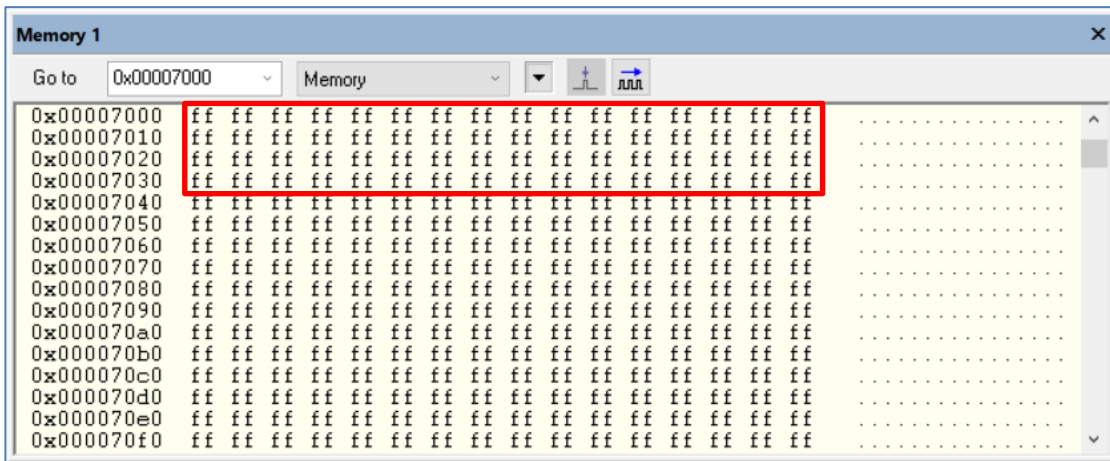 Memory 1
Go to 0x00007000 Memory
0x00007000 ff ff ff ff ff ff ff ff ff ff ff ff ff ff ff ff ................
0x00007010 ff ff ff ff ff ff ff ff ff ff ff ff ff ff ff ff ................
0x00007020 ff ff ff ff ff ff ff ff ff ff ff ff ff ff ff ff ................
0x00007030 ff ff ff ff ff ff ff ff ff ff ff ff ff ff ff ff ................
0x00007040 ff ff ff ff ff ff ff ff ff ff ff ff ff ff ff ff ................
0x00007050 ff ff ff ff ff ff ff ff ff ff ff ff ff ff ff ff ................
0x00007060 ff ff ff ff ff ff ff ff ff ff ff ff ff ff ff ff ................
0x00007070 ff ff ff ff ff ff ff ff ff ff ff ff ff ff ff ff ................
0x00007080 ff ff ff ff ff ff ff ff ff ff ff ff ff ff ff ff ................
0x00007090 ff ff ff ff ff ff ff ff ff ff ff ff ff ff ff ff ................
0x000070a0 ff ff ff ff ff ff ff ff ff ff ff ff ff ff ff ff ................
0x000070b0 ff ff ff ff ff ff ff ff ff ff ff ff ff ff ff ff ................
0x000070c0 ff ff ff ff ff ff ff ff ff ff ff ff ff ff ff ff ................
0x000070d0 ff ff ff ff ff ff ff ff ff ff ff ff ff ff ff ff ................
0x000070e0 ff ff ff ff ff ff ff ff ff ff ff ff ff ff ff ff ................
0x000070f0 ff ff ff ff ff ff ff ff ff ff ff ff ff ff ff ff ................